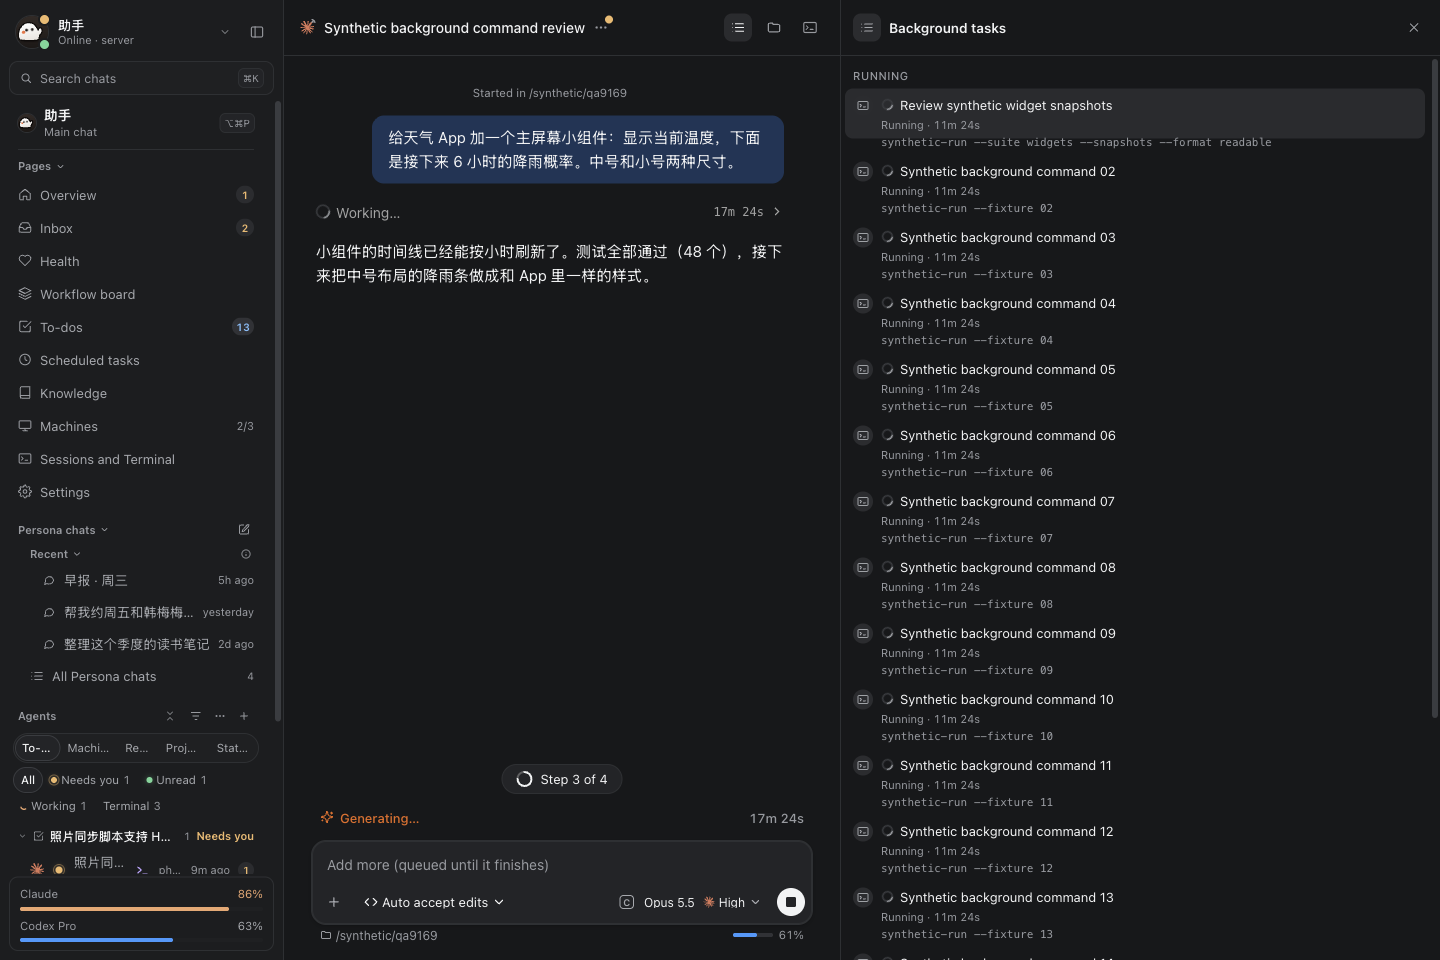 助手
Online · server
Search chats
⌘K
助手
Main chat
⌥⌘P
Pages
Overview
1
Inbox
2
Health
Workflow board
To-dos
13
Scheduled tasks
Knowledge
Machines
2/3
Sessions and Terminal
Settings
Persona chats
Recent
早报 · 周三
5h ago
帮我约周五和韩梅梅...
yesterday
整理这个季度的读书笔记
2d ago
All Persona chats
4
Agents
To-...
Machi...
Re...
Proj...
Stat...
All
Needs you 1
Unread 1
Working 1
Terminal 3
照片同步脚本支持 H...
1 Needs you
照片同...
ph...
9m ago
1
Claude
86%
Codex Pro
63%
Synthetic background command review
Started in /synthetic/qa9169
给天气 App 加一个主屏幕小组件：显示当前温度，下面
是接下来 6 小时的降雨概率。中号和小号两种尺寸。
Working...
17m 24s
小组件的时间线已经能按小时刷新了。测试全部通过（48 个），接下
来把中号布局的降雨条做成和 App 里一样的样式。
Step 3 of 4
Generating...
17m 24s
Add more (queued until it finishes)
Auto accept edits
C
Opus 5.5
High
/synthetic/qa9169
61%
Background tasks
RUNNING
Review synthetic widget snapshots
Running · 11m 24s
synthetic-run --suite widgets --snapshots --format readable
Synthetic background command 02
Running · 11m 24s
synthetic-run --fixture 02
Synthetic background command 03
Running · 11m 24s
synthetic-run --fixture 03
Synthetic background command 04
Running · 11m 24s
synthetic-run --fixture 04
Synthetic background command 05
Running · 11m 24s
synthetic-run --fixture 05
Synthetic background command 06
Running · 11m 24s
synthetic-run --fixture 06
Synthetic background command 07
Running · 11m 24s
synthetic-run --fixture 07
Synthetic background command 08
Running · 11m 24s
synthetic-run --fixture 08
Synthetic background command 09
Running · 11m 24s
synthetic-run --fixture 09
Synthetic background command 10
Running · 11m 24s
synthetic-run --fixture 10
Synthetic background command 11
Running · 11m 24s
synthetic-run --fixture 11
Synthetic background command 12
Running · 11m 24s
synthetic-run --fixture 12
Synthetic background command 13
Running · 11m 24s
synthetic-run --fixture 13